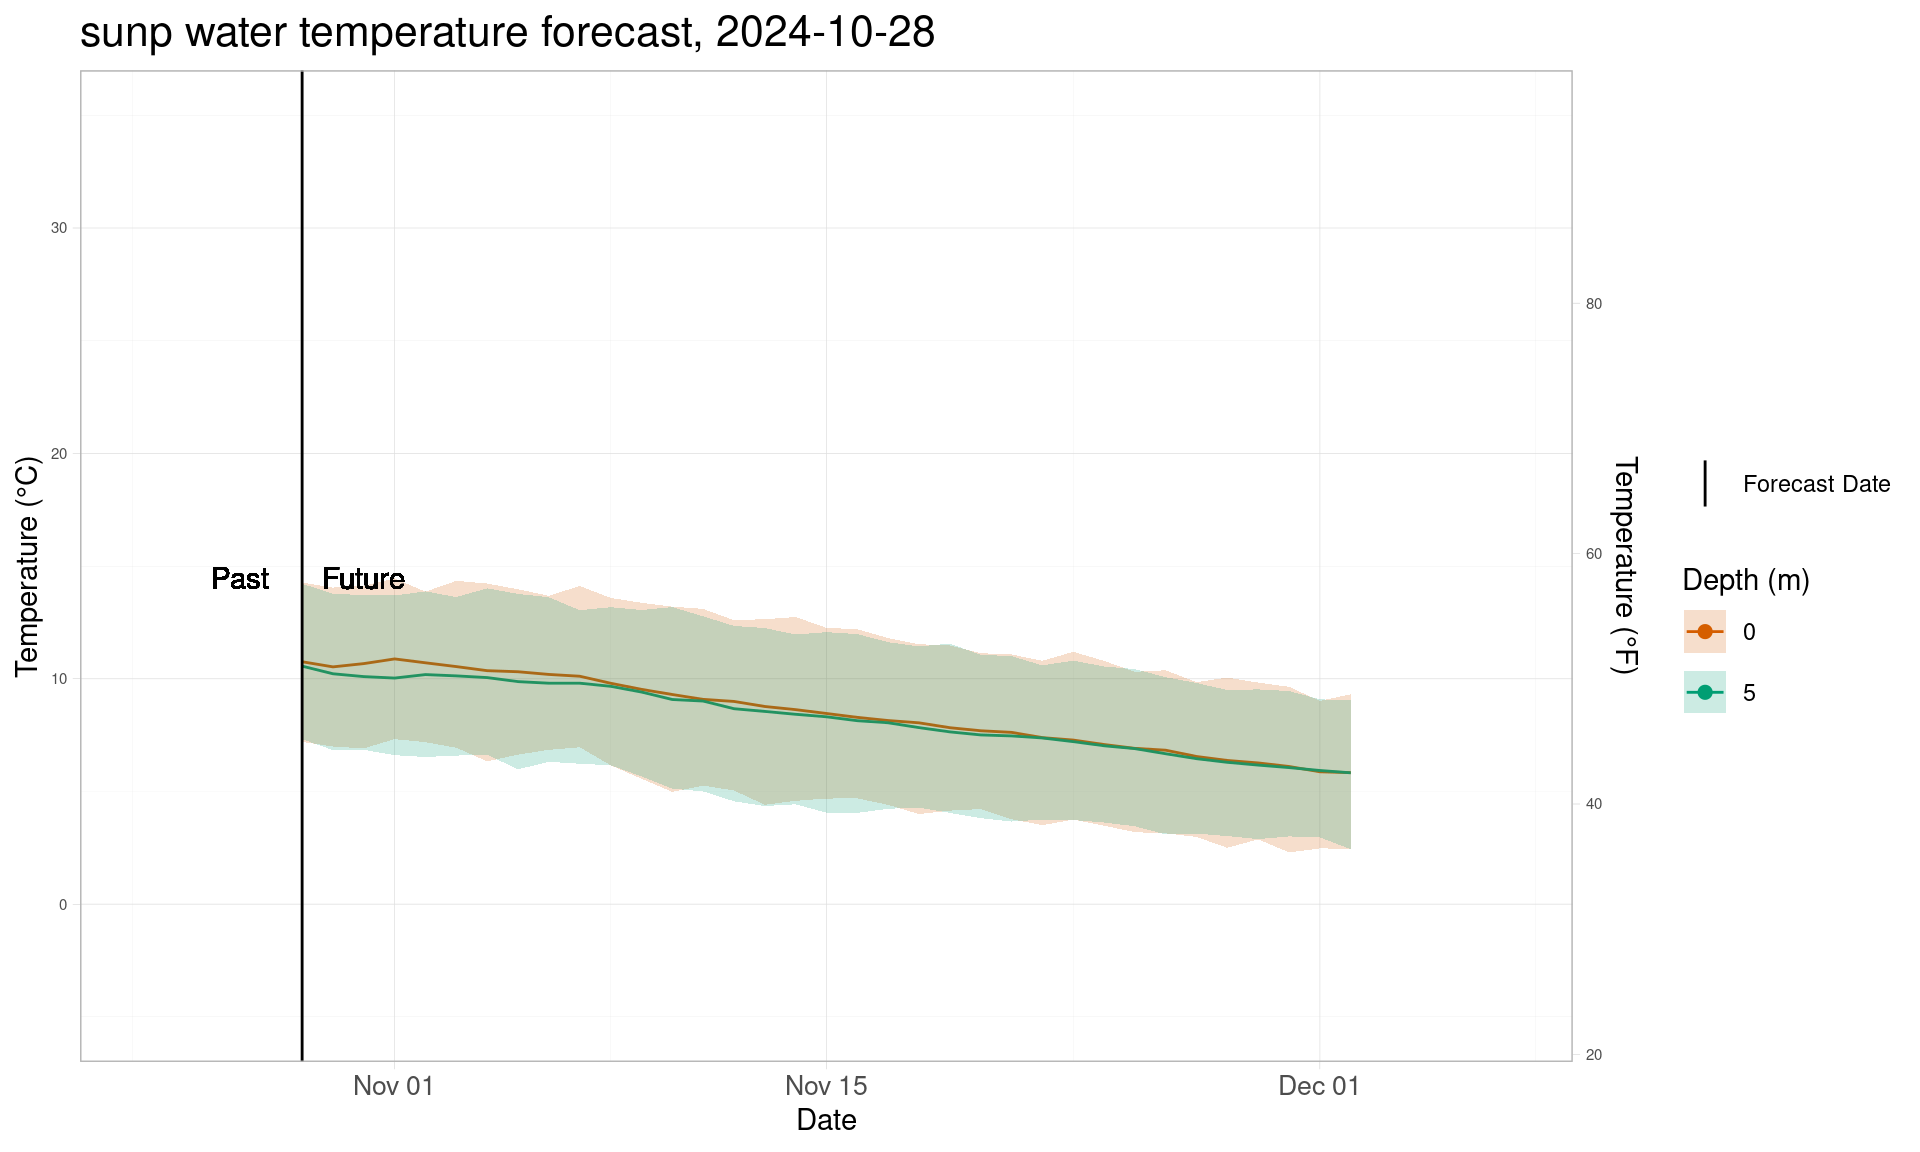 sunp water temperature forecast, 2024-10-28
30
20
10
0
Temperature (°C)
Past
Future
80
60
40
20
Temperature (°F)
Nov 01
Nov 15
Dec 01
Date
Forecast Date
Depth (m)
0
5